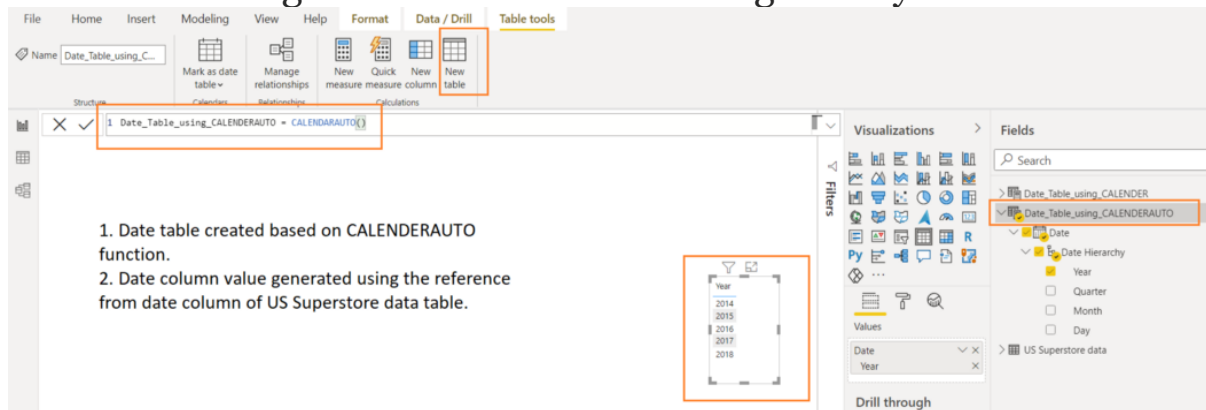 File Home Insert Modeling View Help Format Data / Drill Table tools
Name Date_Table_using_C...
Mark as date table
Manage relationships
New measure
Quick measure
New column
New table
Structure Calendars Relationships Calculations
1 Date_Table_using_CALENDERAUTO = CALENDARAUTO()
1. Date table created based on CALENDERAUTO
function.
2. Date column value generated using the reference
from date column of US Superstore data table.
Year
2014
2015
2016
2017
2018
Filters
Visualizations
R
Py
...
Values
Date
Year
Drill through
Fields
Search
Date_Table_using_CALENDER
Date_Table_using_CALENDERAUTO
Date
Date Hierarchy
Year
Quarter
Month
Day
US Superstore data